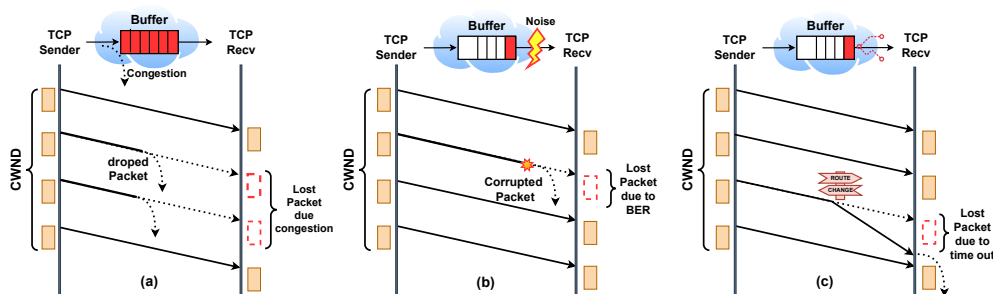 Buffer
TCP
Sender
TCP
Recv
Congestion
CWND
droped
Packet
Lost
Packet
due
congestion
(a)
Buffer
Noise
TCP
Sender
TCP
Recv
CWND
Corrupted
Packet
Lost
Packet
due to
BER
(b)
Buffer
TCP
Sender
TCP
Recv
CWND
ROUTE
CHANGE
Lost
Packet
due to
time out
(c)